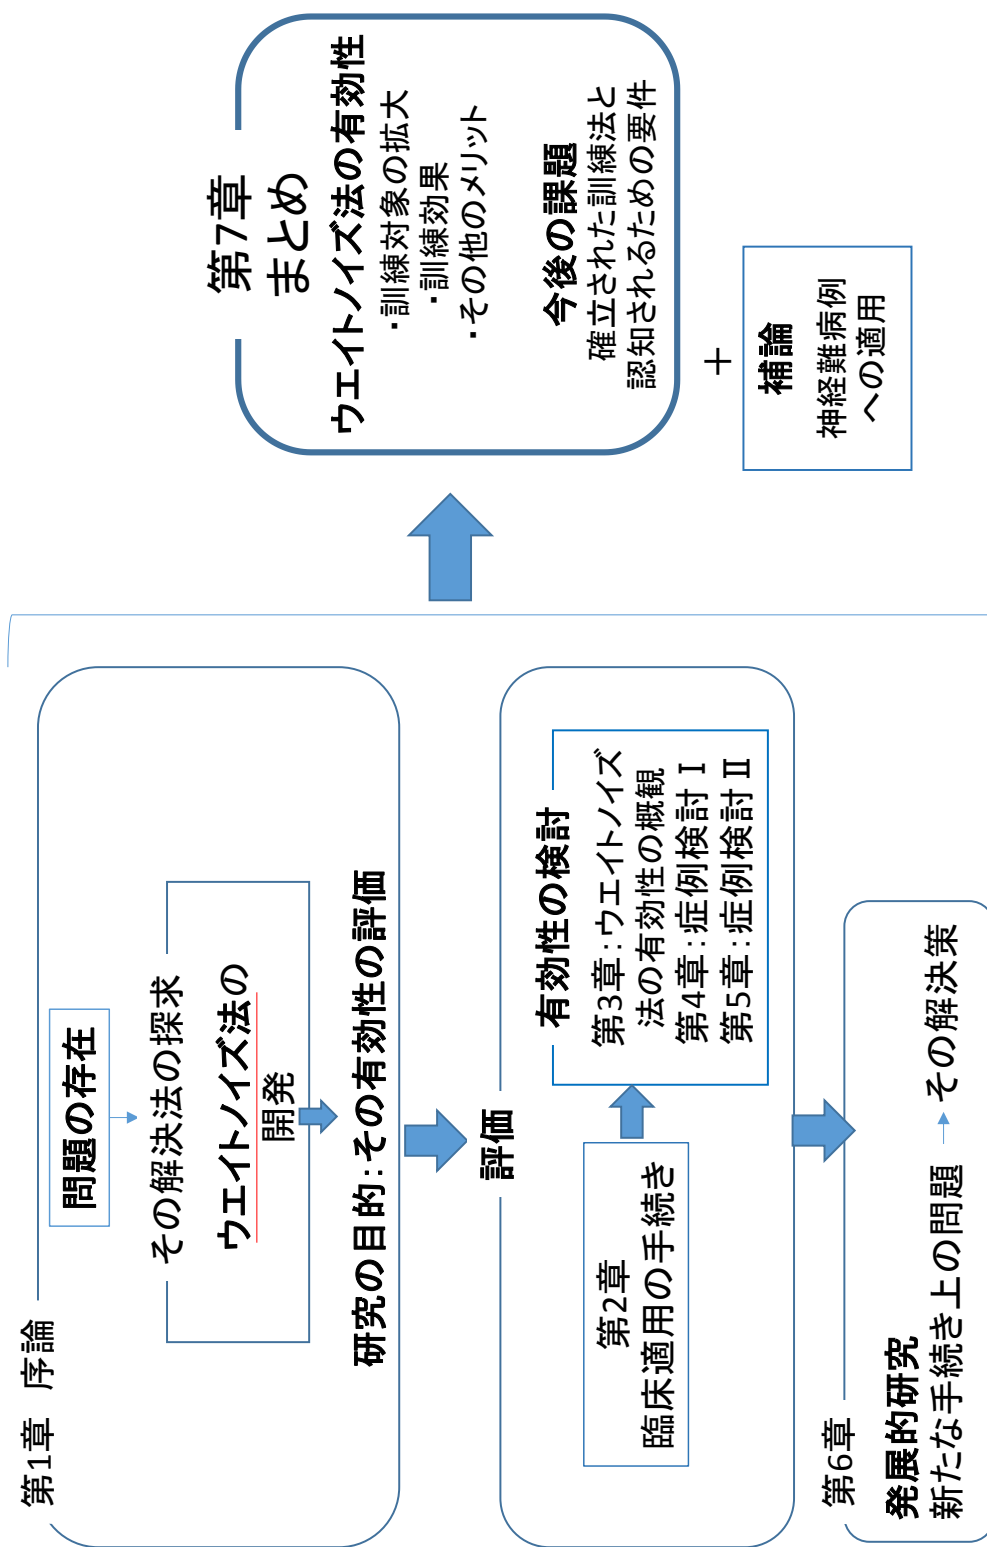 第1章 序論
問題の存在
その解決法の探求
ウエイトノイズ法の
開発
研究の目的：その有効性の評価
評価
第2章
臨床適用の手続き
有効性の検討
第3章：ウエイトノイズ
法の有効性の概観
第4章：症例検討 Ⅰ
第5章：症例検討 Ⅱ
第6章
発展的研究
新たな手続き上の問題 → その解決策
第7章
まとめ
ウエイトノイズ法の有効性
・訓練対象の拡大
・訓練効果
・その他のメリット
今後の課題
確立された訓練法と
認知されるための要件
＋
補論
神経難病例
への適用